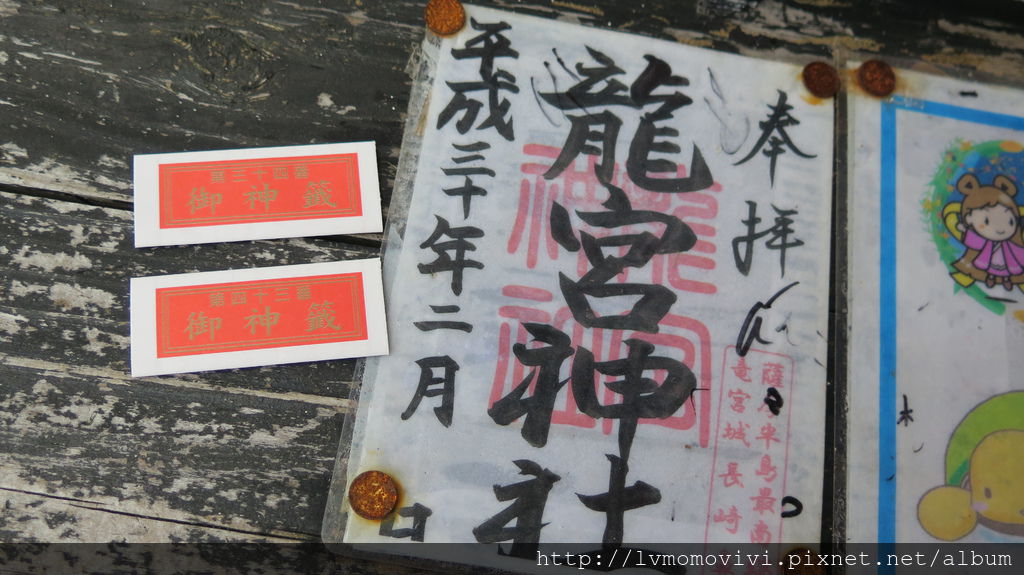 第三十四番
御神籤
第四十三番
御神籤
奉拝
龍宮神社
平成三十年二月
日
薩摩半島最南
竜宮城長崎
http://lvmomovivi.pixnet.net/album